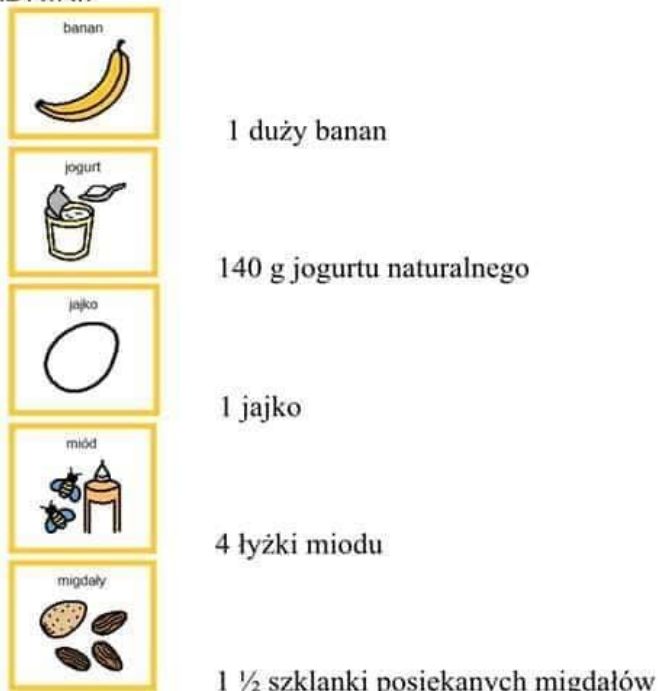 banan
1 duży banan
jogurt
140 g jogurtu naturalnego
jajko
1 jajko
miód
4 łyżki miodu
migdały
1 ½ szklanki posiekanych migdałów